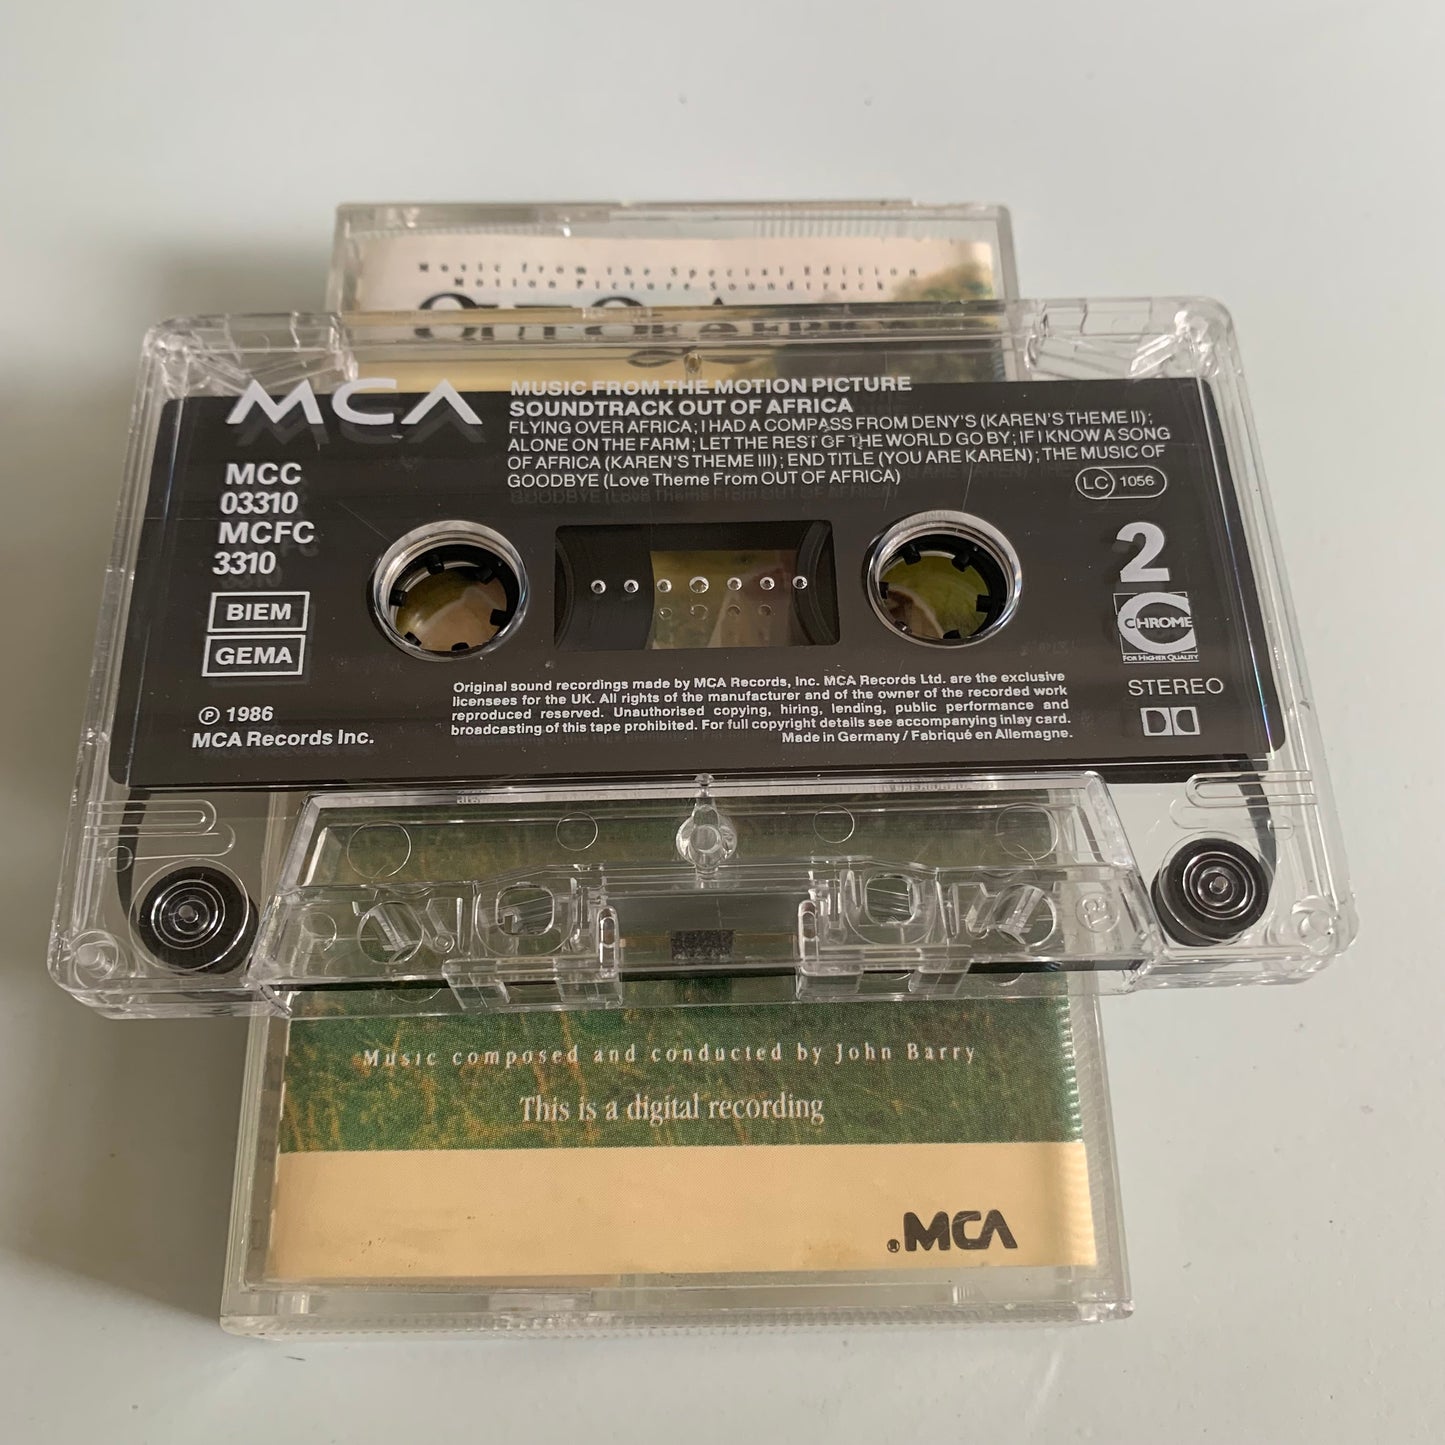 Music from the Special Edition
Motion Picture Soundtrack
OUT OF AFRICA
MCA
MUSIC FROM THE MOTION PICTURE
SOUNDTRACK OUT OF AFRICA
FLYING OVER AFRICA; I HAD A COMPASS FROM DENY'S (KAREN'S THEME II);
ALONE ON THE FARM; LET THE REST OF THE WORLD GO BY; IF I KNOW A SONG
OF AFRICA (KAREN'S THEME III); END TITLE (YOU ARE KAREN); THE MUSIC OF
GOODBYE (Love Theme From OUT OF AFRICA)
MCC
03310
MCFC
3310
LC 1056
BIEM
GEMA
2
CHROME
FOR HIGHER QUALITY
STEREO
℗ 1986
MCA Records Inc.
Original sound recordings made by MCA Records, Inc. MCA Records Ltd. are the exclusive
licensees for the UK. All rights of the manufacturer and of the owner of the recorded work
reproduced reserved. Unauthorised copying, hiring, lending, public performance and
broadcasting of this tape prohibited. For full copyright details see accompanying inlay card.
Made in Germany / Fabriqué en Allemagne.
Music composed and conducted by John Barry
This is a digital recording
®MCA